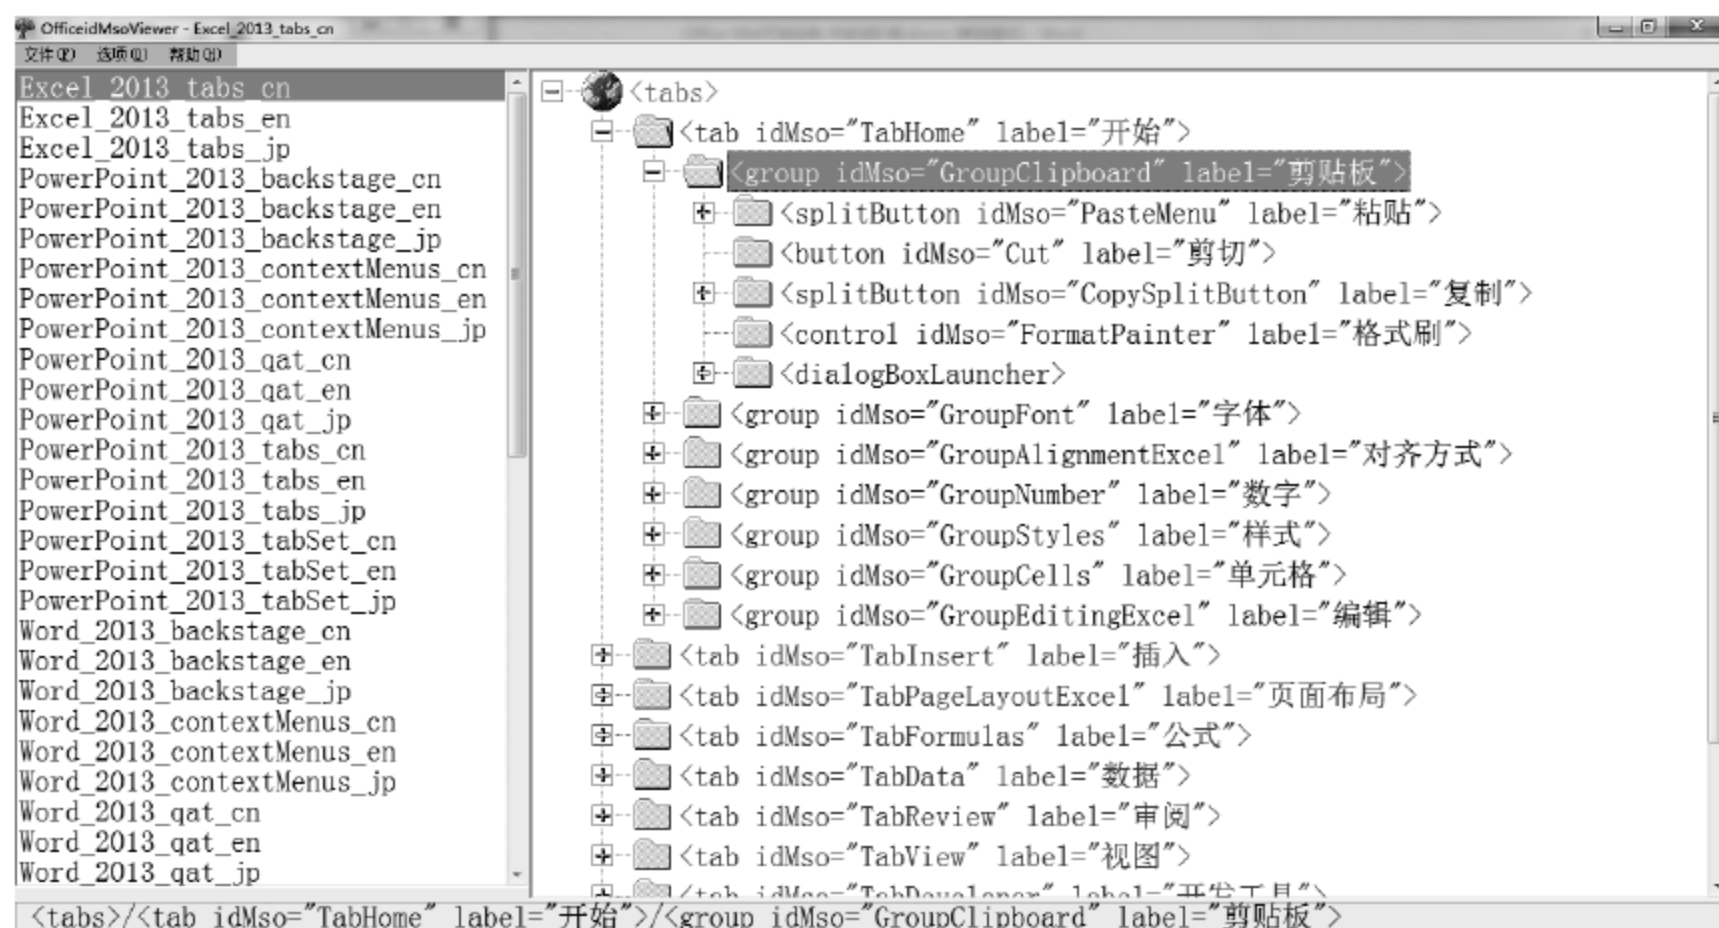 OfficeidMsoViewer - Excel_2013_tabs_cn
文件(F) 选项(O) 帮助(H)
Excel_2013_tabs_cn
Excel_2013_tabs_en
Excel_2013_tabs_jp
PowerPoint_2013_backstage_cn
PowerPoint_2013_backstage_en
PowerPoint_2013_backstage_jp
PowerPoint_2013_contextMenus_cn
PowerPoint_2013_contextMenus_en
PowerPoint_2013_contextMenus_jp
PowerPoint_2013_qat_cn
PowerPoint_2013_qat_en
PowerPoint_2013_qat_jp
PowerPoint_2013_tabs_cn
PowerPoint_2013_tabs_en
PowerPoint_2013_tabs_jp
PowerPoint_2013_tabSet_cn
PowerPoint_2013_tabSet_en
PowerPoint_2013_tabSet_jp
Word_2013_backstage_cn
Word_2013_backstage_en
Word_2013_backstage_jp
Word_2013_contextMenus_cn
Word_2013_contextMenus_en
Word_2013_contextMenus_jp
Word_2013_qat_cn
Word_2013_qat_en
Word_2013_qat_jp
<tabs>
<tab idMso="TabHome" label="开始">
<group idMso="GroupClipboard" label="剪贴板">
<splitButton idMso="PasteMenu" label="粘贴">
<button idMso="Cut" label="剪切">
<splitButton idMso="CopySplitButton" label="复制">
<control idMso="FormatPainter" label="格式刷">
<dialogBoxLauncher>
<group idMso="GroupFont" label="字体">
<group idMso="GroupAlignmentExcel" label="对齐方式">
<group idMso="GroupNumber" label="数字">
<group idMso="GroupStyles" label="样式">
<group idMso="GroupCells" label="单元格">
<group idMso="GroupEditingExcel" label="编辑">
<tab idMso="TabInsert" label="插入">
<tab idMso="TabPageLayoutExcel" label="页面布局">
<tab idMso="TabFormulas" label="公式">
<tab idMso="TabData" label="数据">
<tab idMso="TabReview" label="审阅">
<tab idMso="TabView" label="视图">
<tab idMso="TabDeveloper" label="开发工具">
<tabs>/<tab idMso="TabHome" label="开始">/<group idMso="GroupClipboard" label="剪贴板">